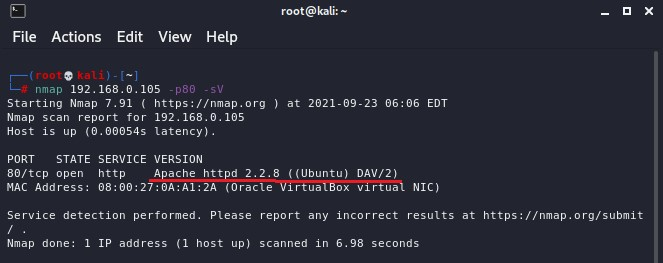 root@kali: ~
File Actions Edit View Help
┌──(root💀kali)-[~]
└─# nmap 192.168.0.105 -p80 -sV
Starting Nmap 7.91 ( https://nmap.org ) at 2021-09-23 06:06 EDT
Nmap scan report for 192.168.0.105
Host is up (0.00054s latency).
PORT   STATE SERVICE VERSION
80/tcp open  http    Apache httpd 2.2.8 ((Ubuntu) DAV/2)
MAC Address: 08:00:27:0A:A1:2A (Oracle VirtualBox virtual NIC)
Service detection performed. Please report any incorrect results at https://nmap.org/submit
/ .
Nmap done: 1 IP address (1 host up) scanned in 6.98 seconds